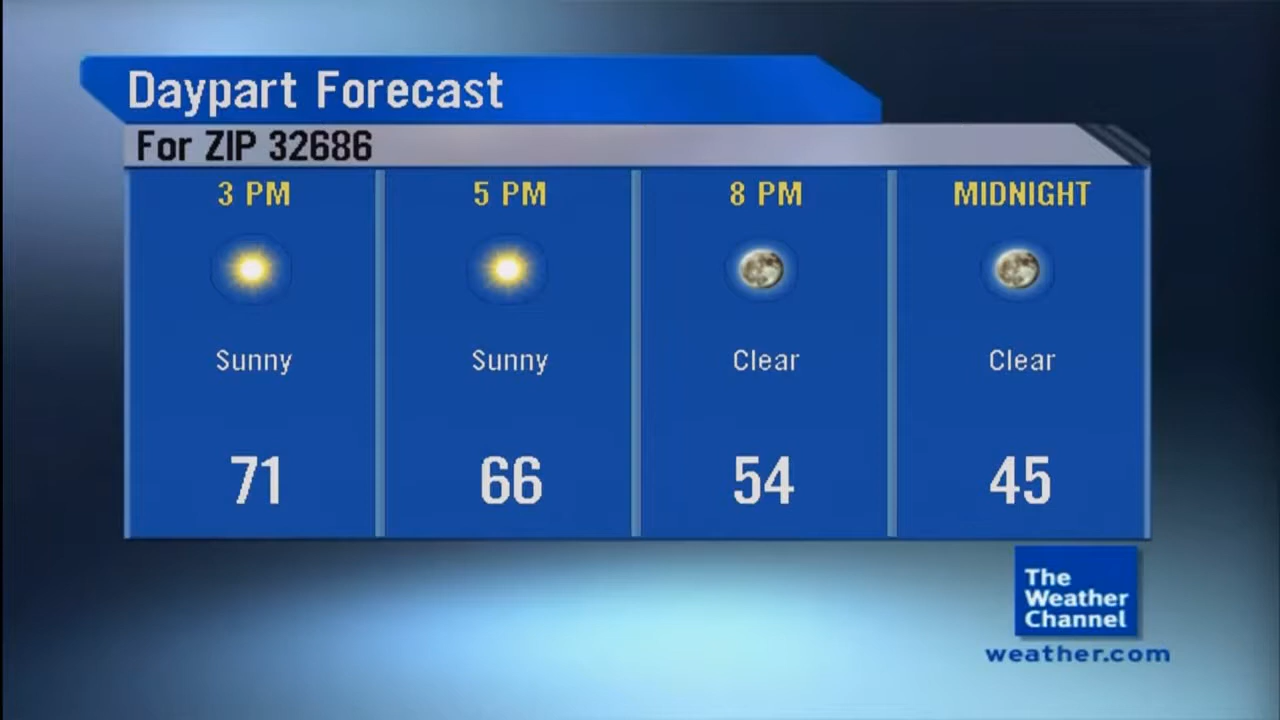 Daypart Forecast
For ZIP 32686
3 PM
5 PM
8 PM
MIDNIGHT
Sunny
Sunny
Clear
Clear
71
66
54
45
The
Weather
Channel
weather.com